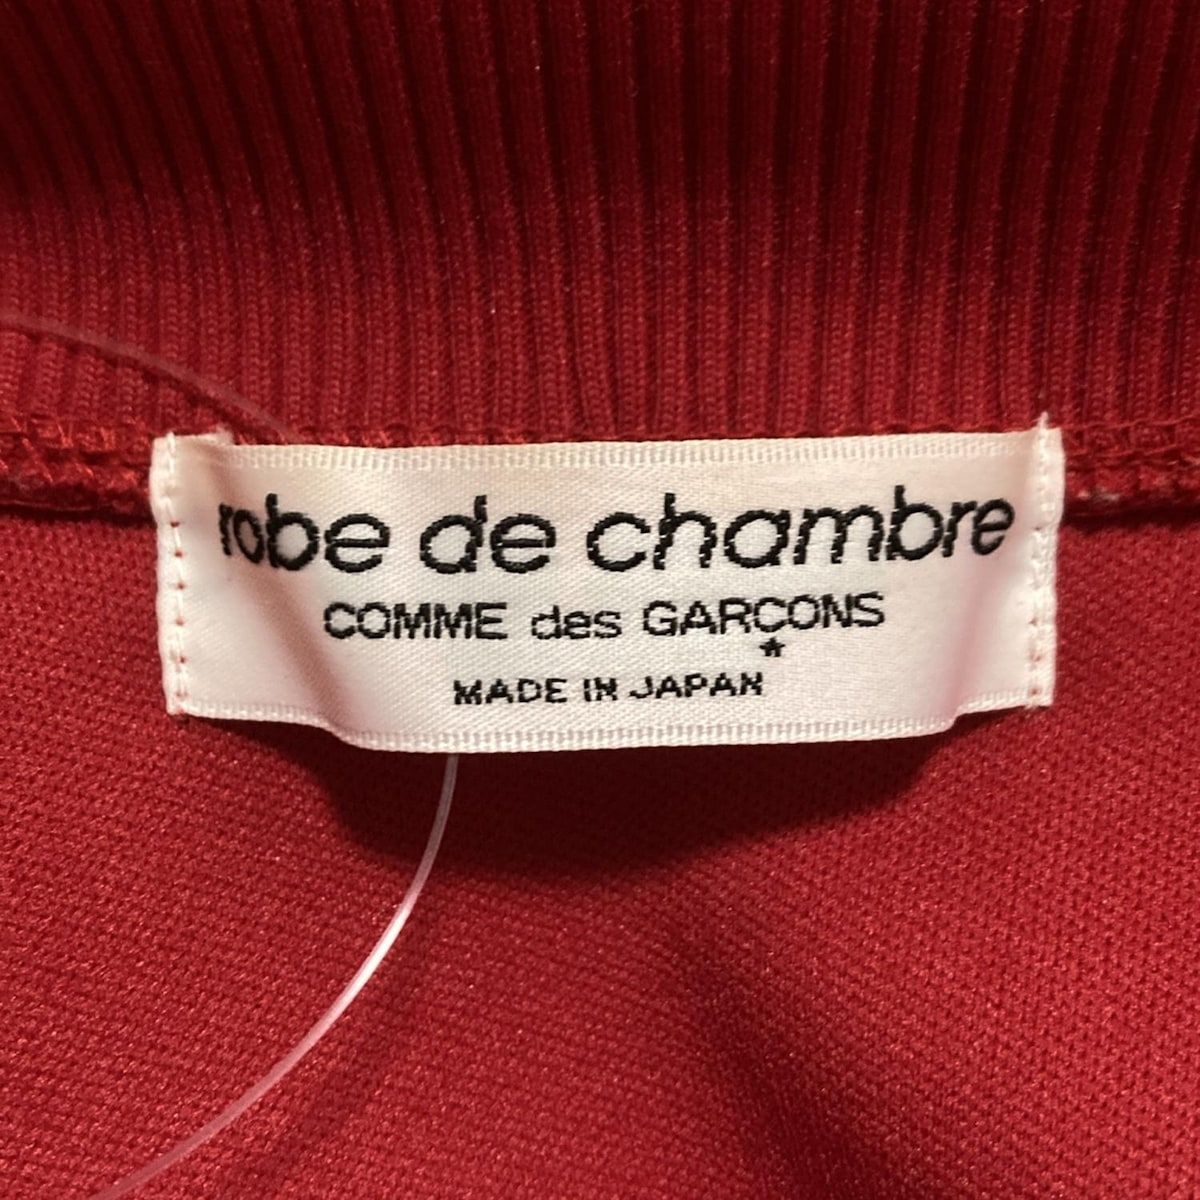 robe de chambre
COMME des GARÇONS
*
MADE IN JAPAN